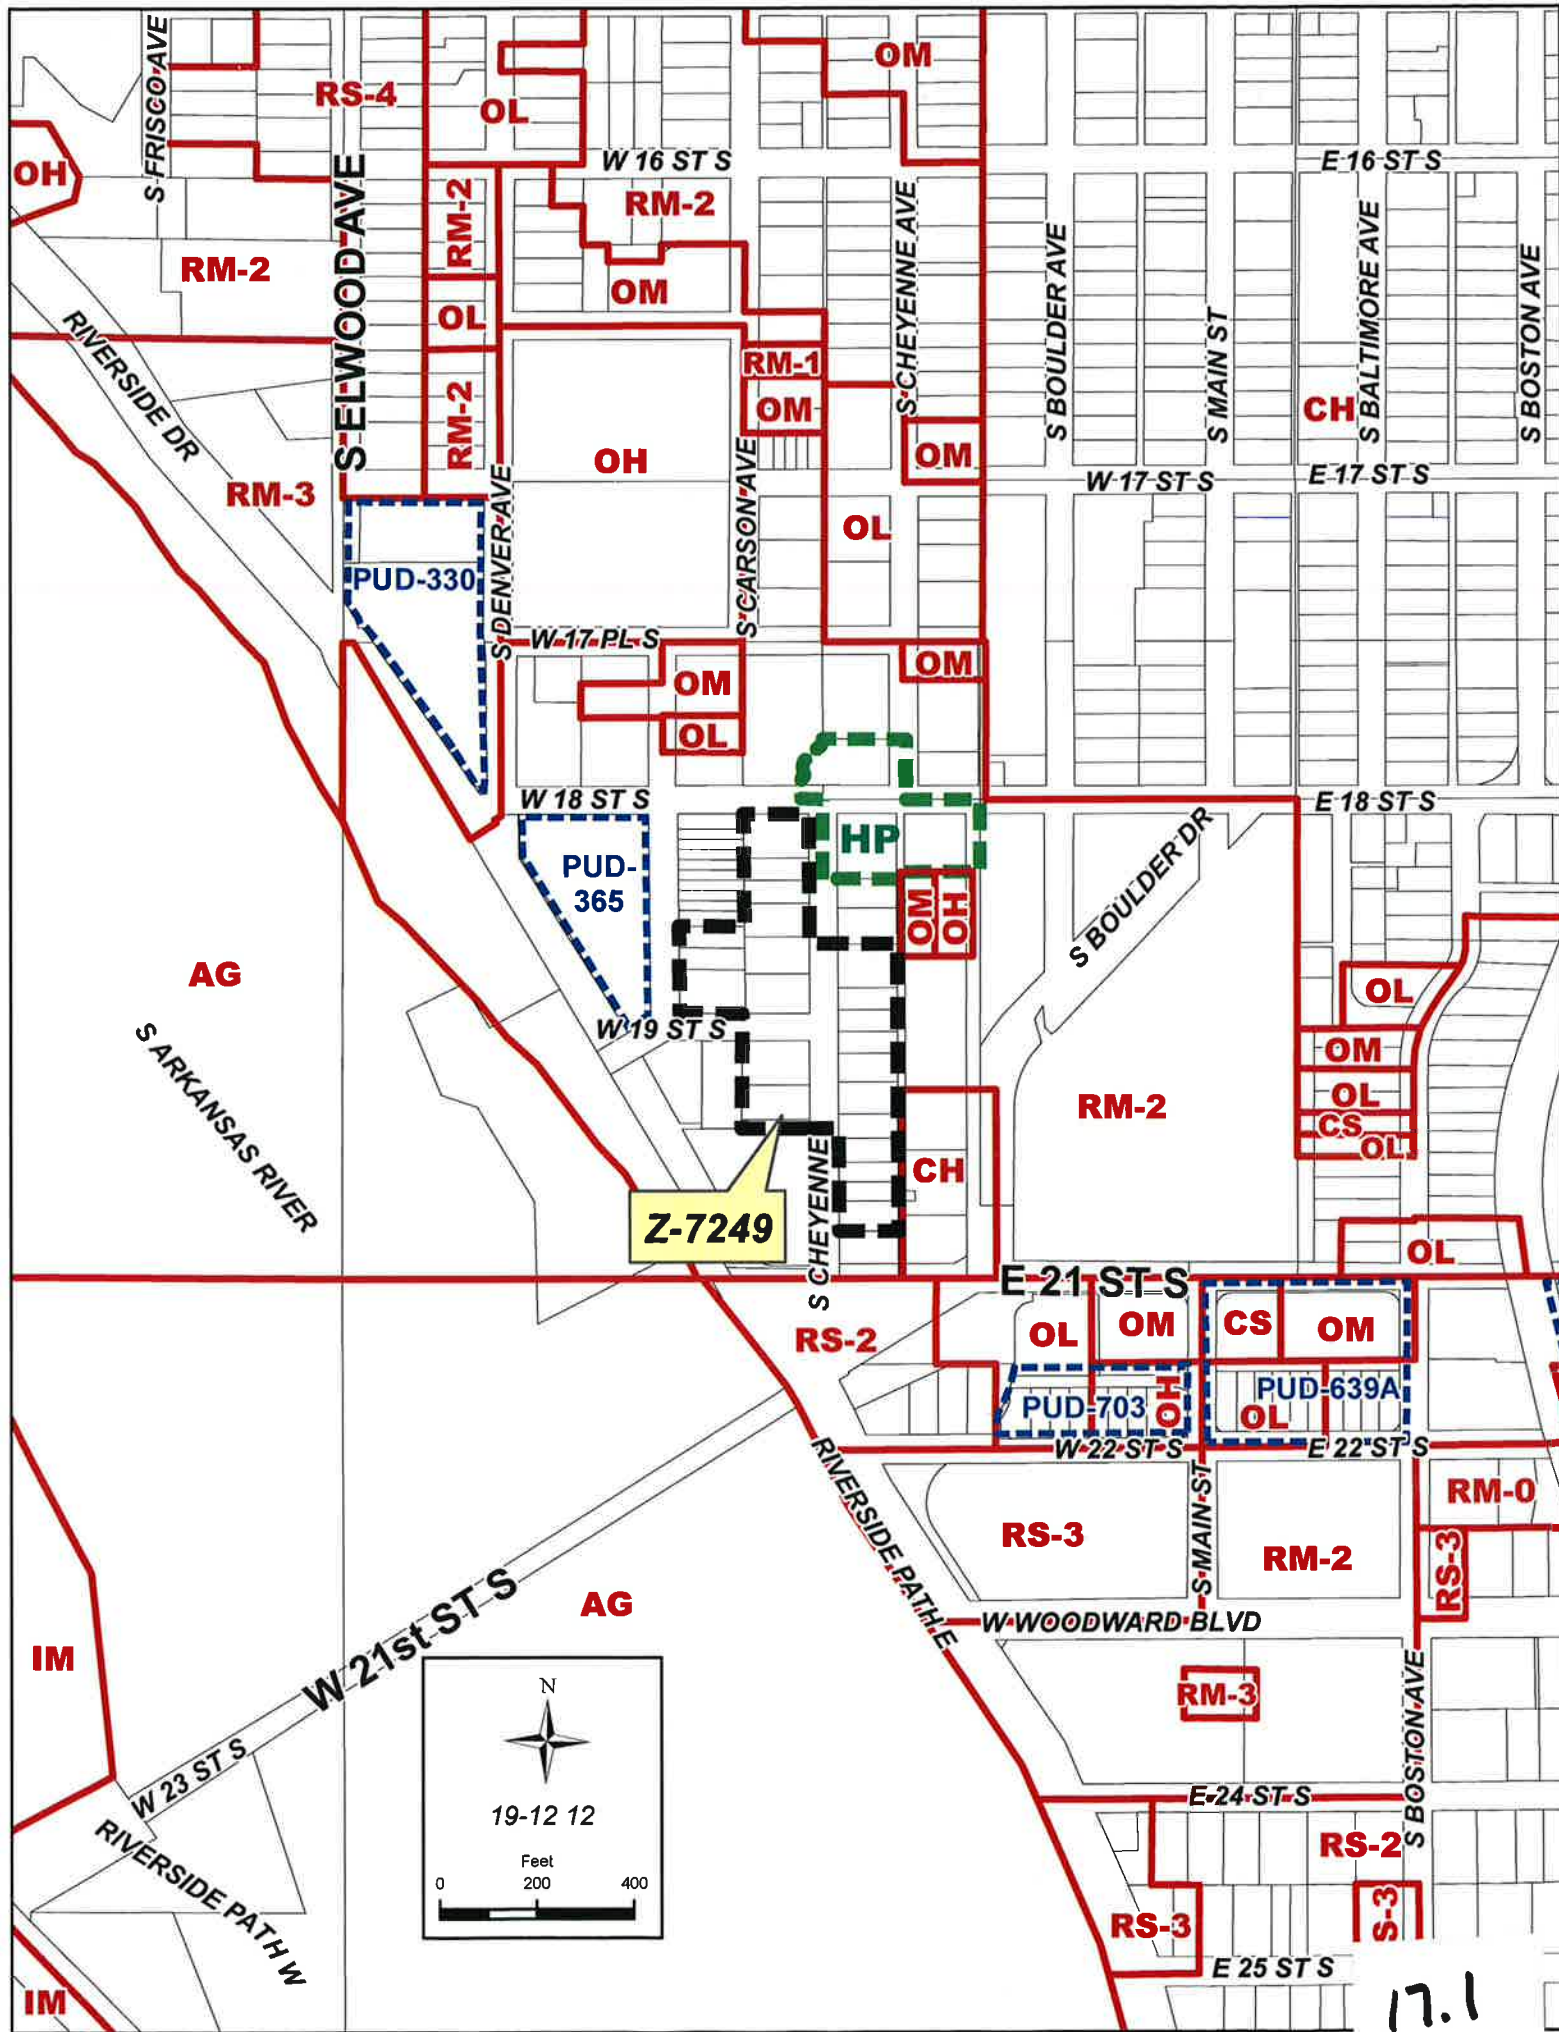 S FRISCO AVE
RS-4
OM
OL
OH
W 16 ST S
E 16 ST S
S ELWOOD AVE
RM-2
RM-2
S CHEYENNE AVE
S BOULDER AVE
S MAIN ST
S BALTIMORE AVE
S BOSTON AVE
RM-2
OM
OL
RIVERSIDE DR
RM-1
RM-2
OM
CH
S CARSON AVE
OH
OM
RM-3
W 17 ST S
E 17 ST S
S DENVER AVE
OL
PUD-330
W 17 PL S
OM
OM
OL
W 18 ST S
E 18 ST S
HP
S BOULDER DR
PUD-
365
OM
OH
AG
OL
W 19 ST S
S ARKANSAS RIVER
OM
RM-2
OL
CS
OL
CH
S CHEYENNE
Z-7249
OL
E 21 ST S
RS-2
OL
OM
CS
OM
PUD-703
OH
PUD-639A
OL
W 22 ST S
E 22 ST S
RIVERSIDE PATH E
S MAIN ST
RM-0
RS-3
RM-2
RS-3
W 21st ST S
AG
W WOODWARD BLVD
IM
RM-3
S BOSTON AVE
N
W 23 ST S
E 24 ST S
19-12 12
RIVERSIDE PATH W
RS-2
Feet
0 200 400
RS-3
S-3
E 25 ST S
IM
17.1